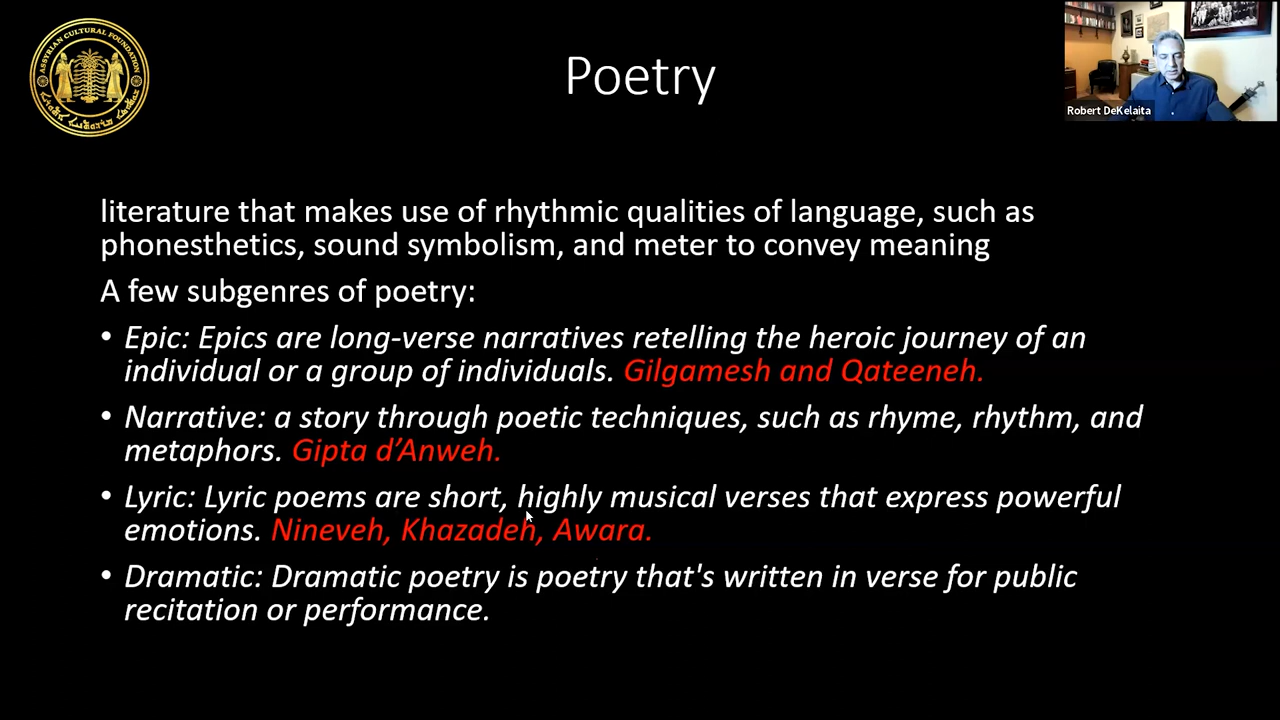 ASSYRIAN CULTURAL FOUNDATION
Poetry
Robert DeKelaita
literature that makes use of rhythmic qualities of language, such as
phonesthetics, sound symbolism, and meter to convey meaning
A few subgenres of poetry:
• Epic: Epics are long-verse narratives retelling the heroic journey of an
individual or a group of individuals. Gilgamesh and Qateeneh.
• Narrative: a story through poetic techniques, such as rhyme, rhythm, and
metaphors. Gipta d’Anweh.
• Lyric: Lyric poems are short, highly musical verses that express powerful
emotions. Nineveh, Khazadeh, Awara.
• Dramatic: Dramatic poetry is poetry that's written in verse for public
recitation or performance.